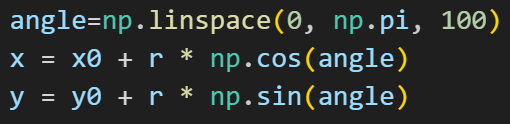 angle=np.linspace(0, np.pi, 100)
x = x0 + r * np.cos(angle)
y = y0 + r * np.sin(angle)